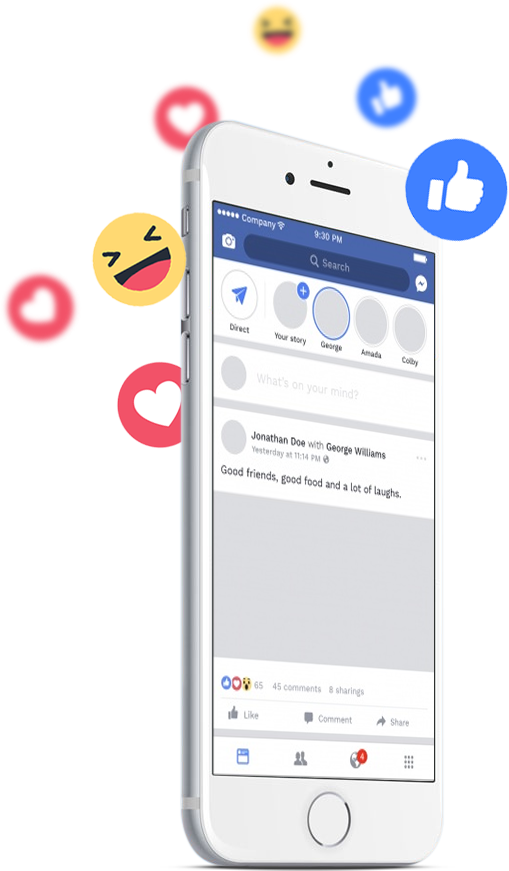 Company
9:30 PM
Search
Direct
Your story
George
Amada
Colby
What's on your mind?
Jonathan Doe with George Williams
Yesterday at 11:14 PM
Good friends, good food and a lot of laughs.
65 45 comments 8 sharings
Like Comment Share
4